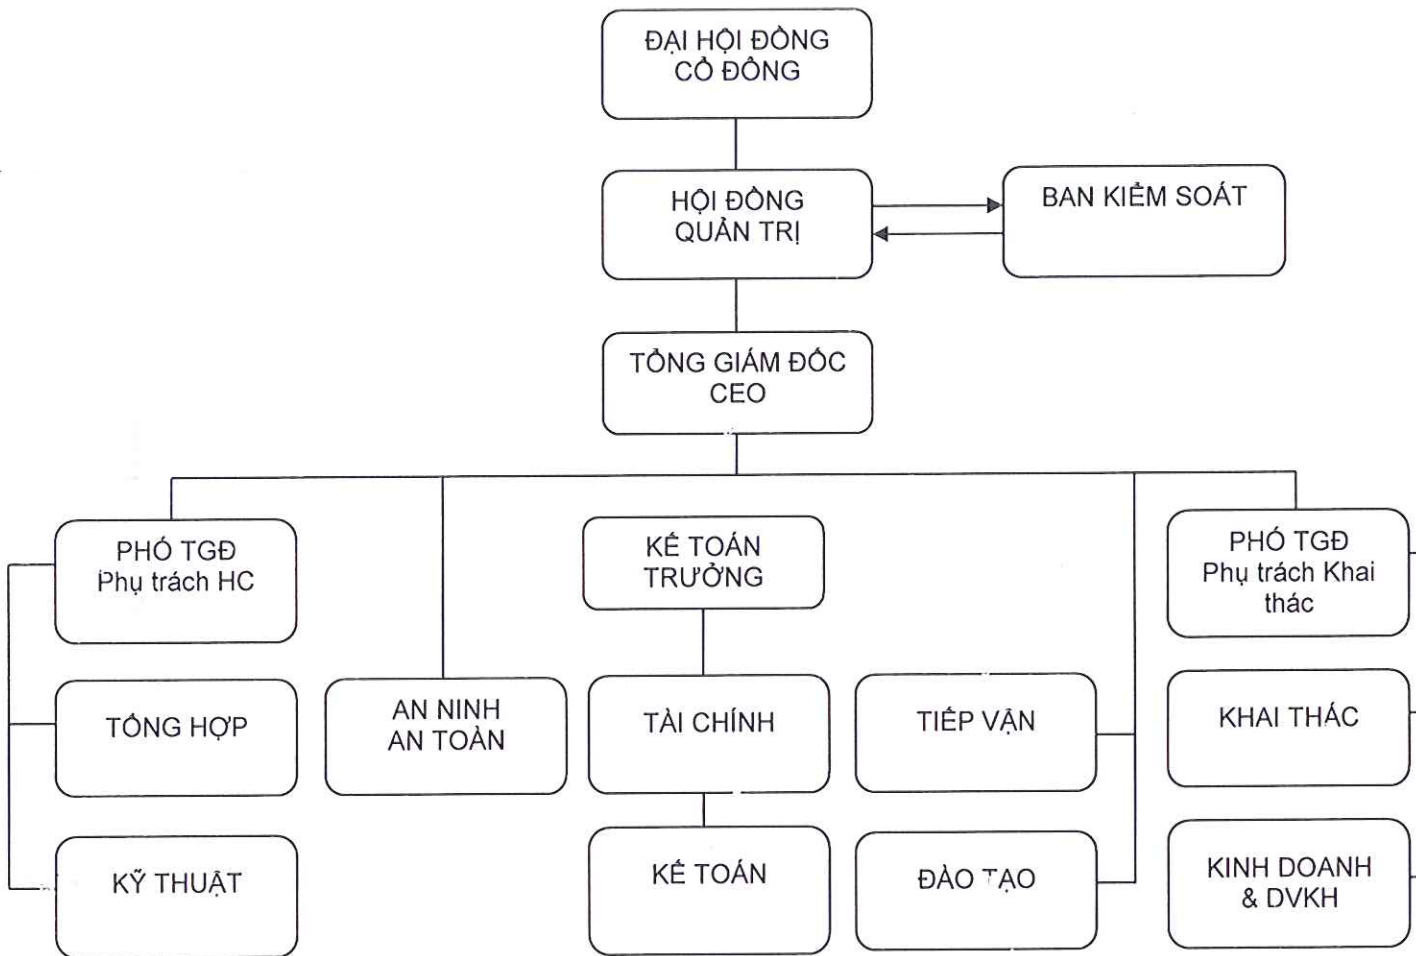 ĐẠI HỘI ĐỒNG
CỔ ĐÔNG
HỘI ĐỒNG
QUẢN TRỊ
BAN KIỂM SOÁT
TỔNG GIÁM ĐỐC
CEO
PHÓ TGĐ
Phụ trách HC
KẾ TOÁN
TRƯỞNG
PHÓ TGĐ
Phụ trách Khai
thác
TỔNG HỢP
AN NINH
AN TOÀN
TÀI CHÍNH
TIẾP VẬN
KHAI THÁC
KỸ THUẬT
KẾ TOÁN
ĐÀO TẠO
KINH DOANH
& DVKH